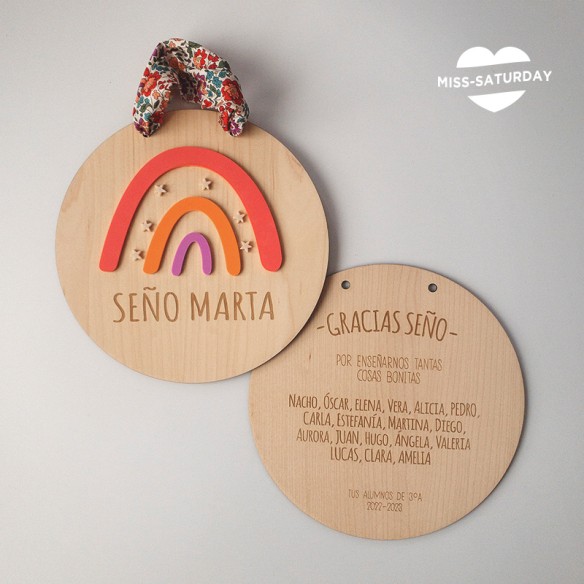 MISS-SATURDAY
SEÑO MARTA
-GRACIAS SEÑO-
POR ENSEÑARNOS TANTAS
COSAS BONITAS
NACHO, ÓSCAR, ELENA, VERA, ALICIA, PEDRO,
CARLA, ESTEFANÍA, MARTINA, DIEGO,
AURORA, JUAN, HUGO, ÁNGELA, VALERIA
LUCAS, CLARA, AMELIA
TUS ALUMNOS DE 3ºA
2022-2023